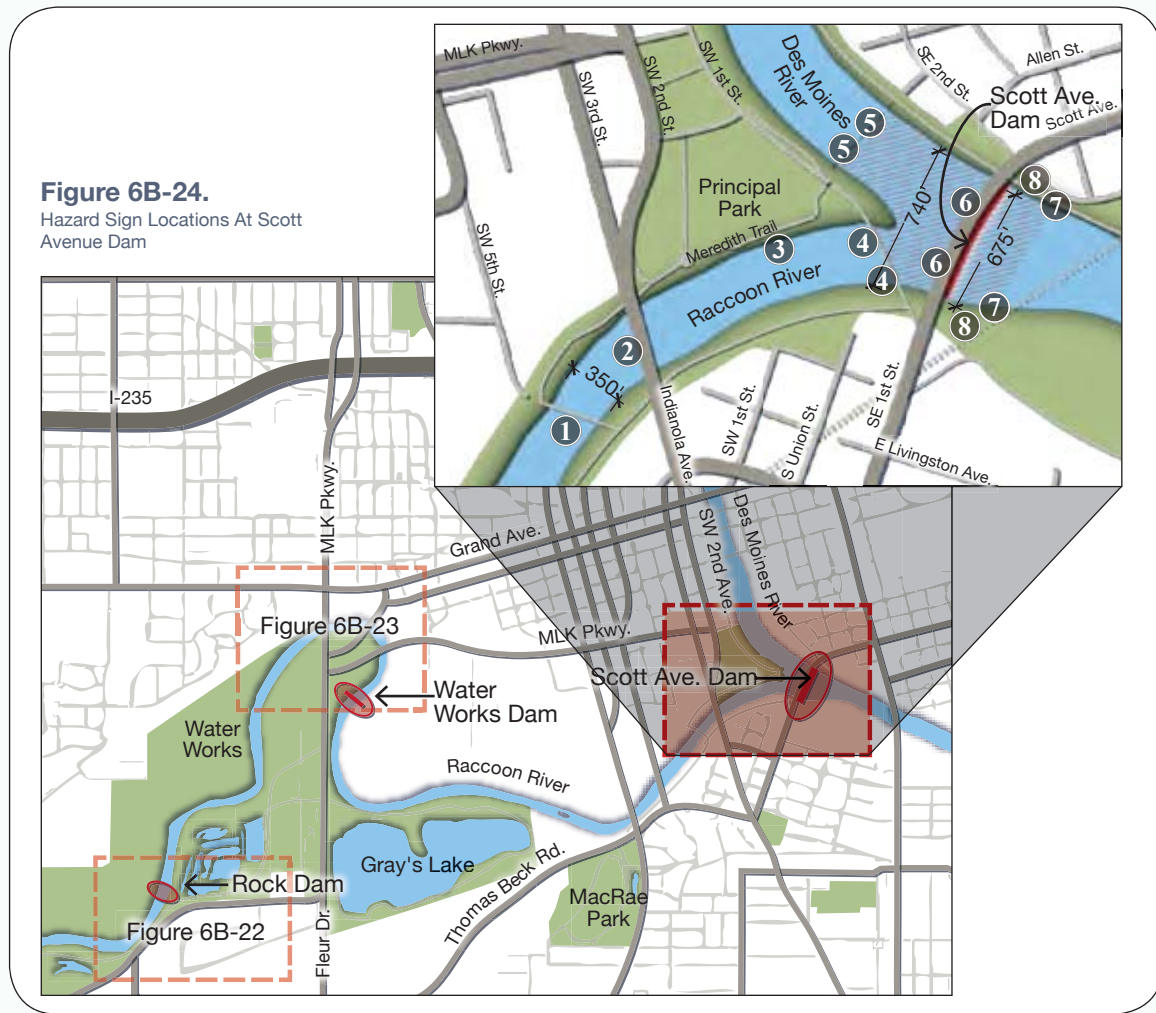 Figure 6B-24.
Hazard Sign Locations At Scott
Avenue Dam
MLK Pkwy.
SW 3rd St.
SW 2nd St.
SW 1st St.
Des Moines
River
SE 2nd St.
Allen St.
Scott Ave.
Dam
Scott Ave.
5
5
Principal
Park
740'
6
8
7
SW 5th St.
Meredith Trail
3
4
6
675'
4
Raccoon River
7
8
2
350'
1
Indianola Ave.
SW 1st St.
S Union St.
SE 1st St.
E Livingston Ave.
I-235
MLK Pkwy.
Grand Ave.
SW 2nd Ave.
Des Moines River
Figure 6B-23
MLK Pkwy.
Scott Ave. Dam
Water
Works Dam
Water
Works
Raccoon River
Gray's Lake
Rock Dam
Thomas Beck Rd.
MacRae
Park
Figure 6B-22
Fleur Dr.